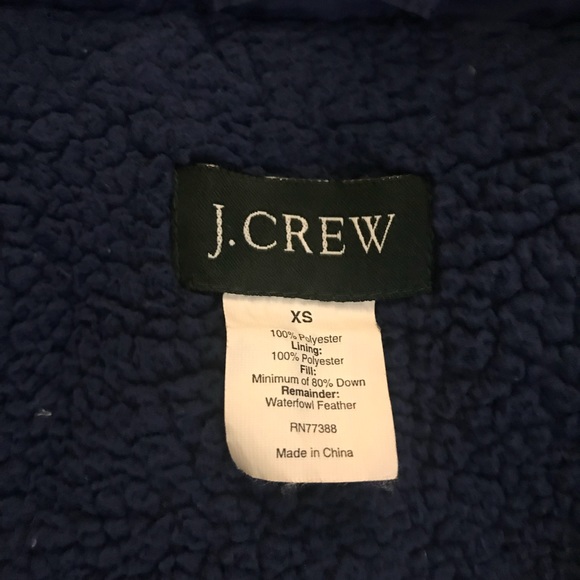 J.CREW
XS
100% Polyester
Lining:
100% Polyester
Fill:
Minimum of 80% Down
Remainder:
Waterfowl Feather
RN77388
Made in China